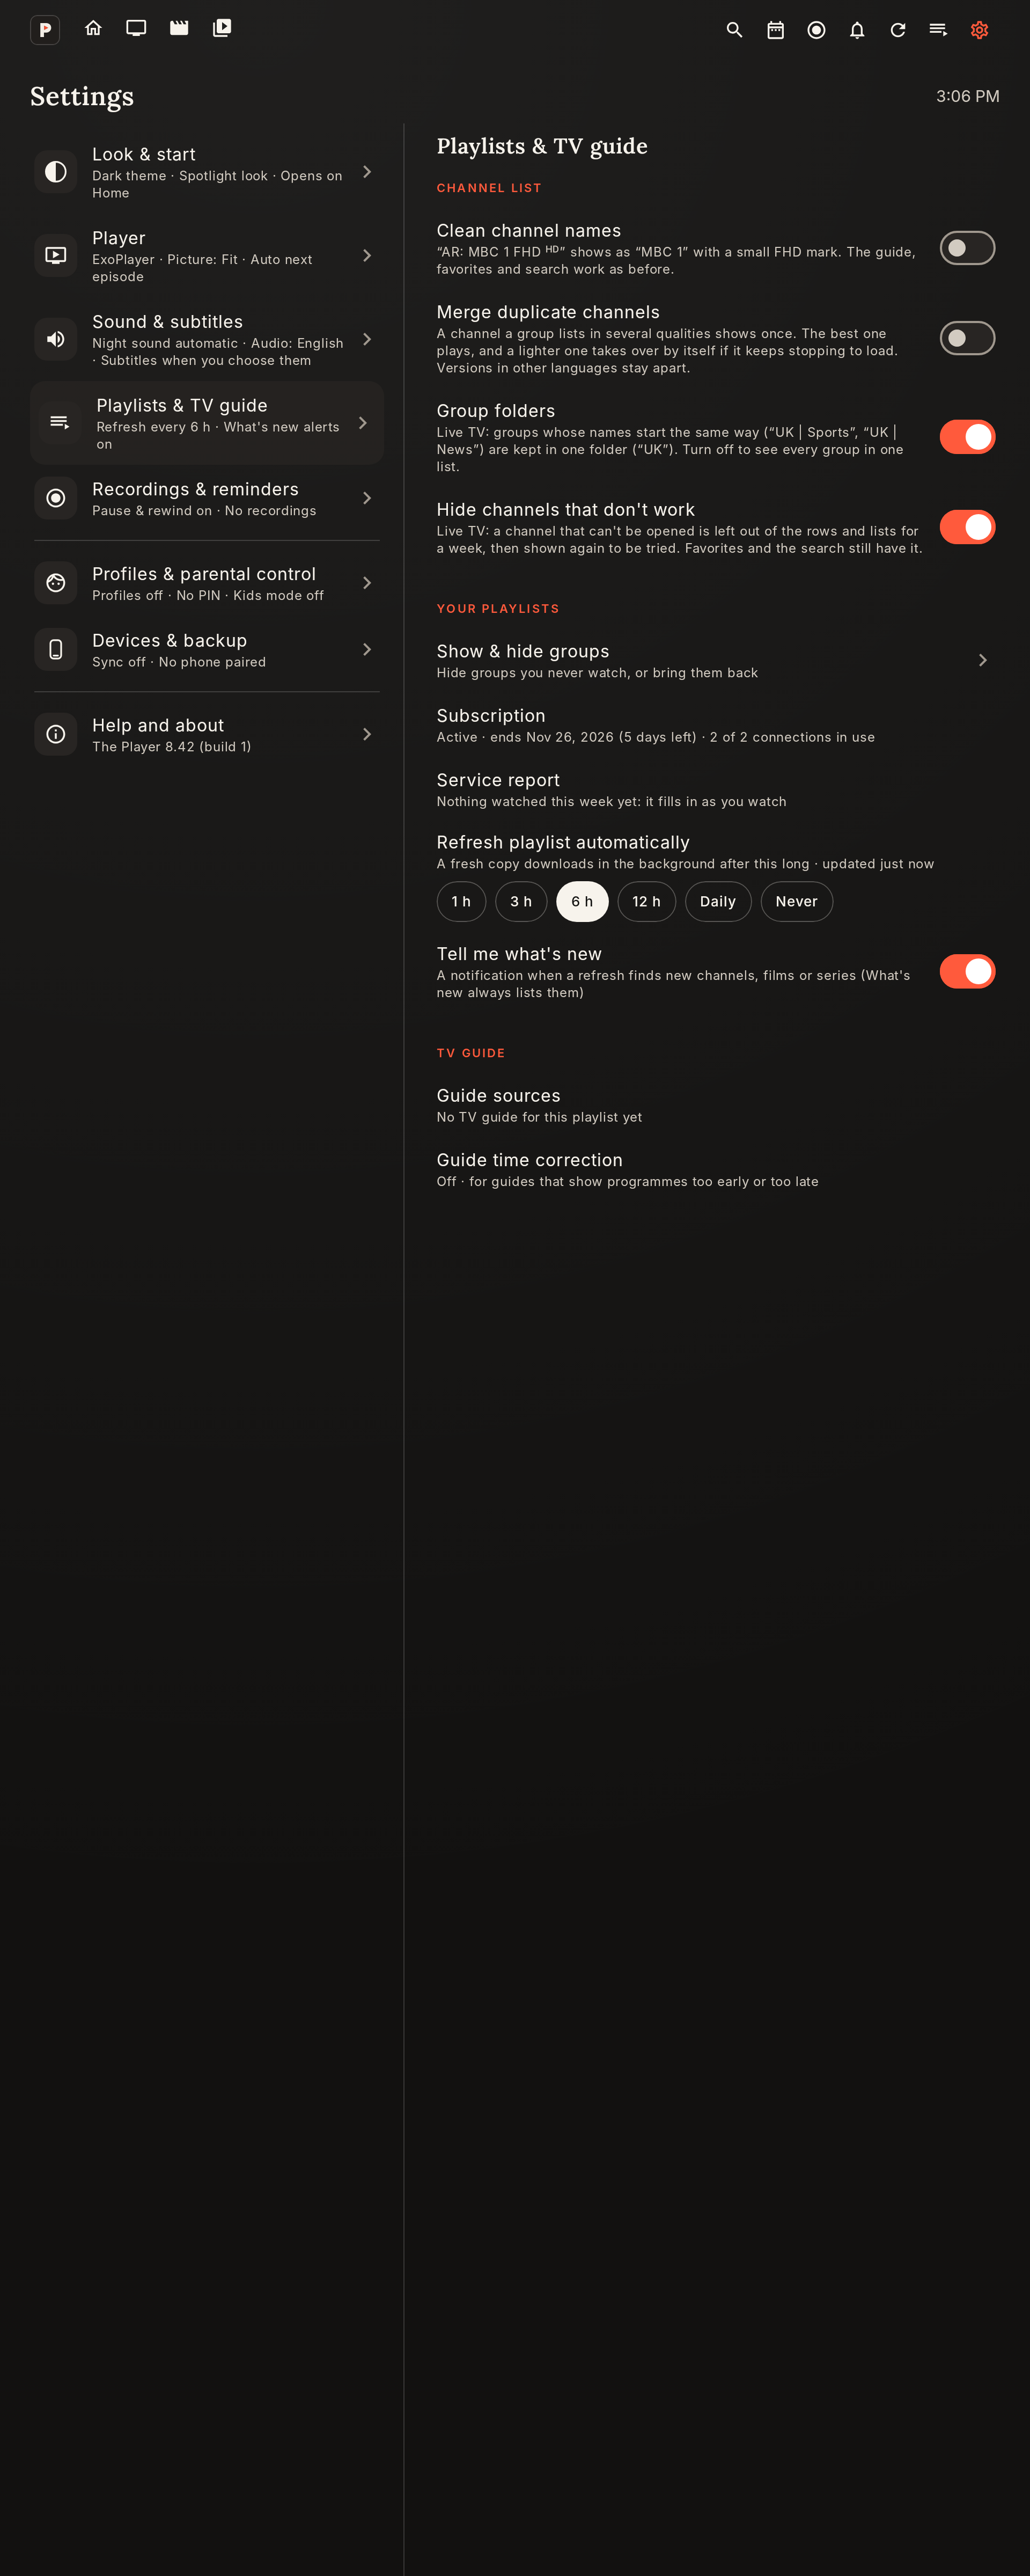 P
Settings
3:06 PM
Look & start
Dark theme · Spotlight look · Opens on
Home
Player
ExoPlayer · Picture: Fit · Auto next
episode
Sound & subtitles
Night sound automatic · Audio: English
· Subtitles when you choose them
Playlists & TV guide
Refresh every 6 h · What's new alerts
on
Recordings & reminders
Pause & rewind on · No recordings
Profiles & parental control
Profiles off · No PIN · Kids mode off
Devices & backup
Sync off · No phone paired
Help and about
The Player 8.42 (build 1)
Playlists & TV guide
CHANNEL LIST
Clean channel names
“AR: MBC 1 FHD ᴴᴰ” shows as “MBC 1” with a small FHD mark. The guide,
favorites and search work as before.
Merge duplicate channels
A channel a group lists in several qualities shows once. The best one
plays, and a lighter one takes over by itself if it keeps stopping to load.
Versions in other languages stay apart.
Group folders
Live TV: groups whose names start the same way (“UK | Sports”, “UK |
News”) are kept in one folder (“UK”). Turn off to see every group in one
list.
Hide channels that don't work
Live TV: a channel that can't be opened is left out of the rows and lists for
a week, then shown again to be tried. Favorites and the search still have it.
YOUR PLAYLISTS
Show & hide groups
Hide groups you never watch, or bring them back
Subscription
Active · ends Nov 26, 2026 (5 days left) · 2 of 2 connections in use
Service report
Nothing watched this week yet: it fills in as you watch
Refresh playlist automatically
A fresh copy downloads in the background after this long · updated just now
1 h 3 h 6 h 12 h Daily Never
Tell me what's new
A notification when a refresh finds new channels, films or series (What's
new always lists them)
TV GUIDE
Guide sources
No TV guide for this playlist yet
Guide time correction
Off · for guides that show programmes too early or too late